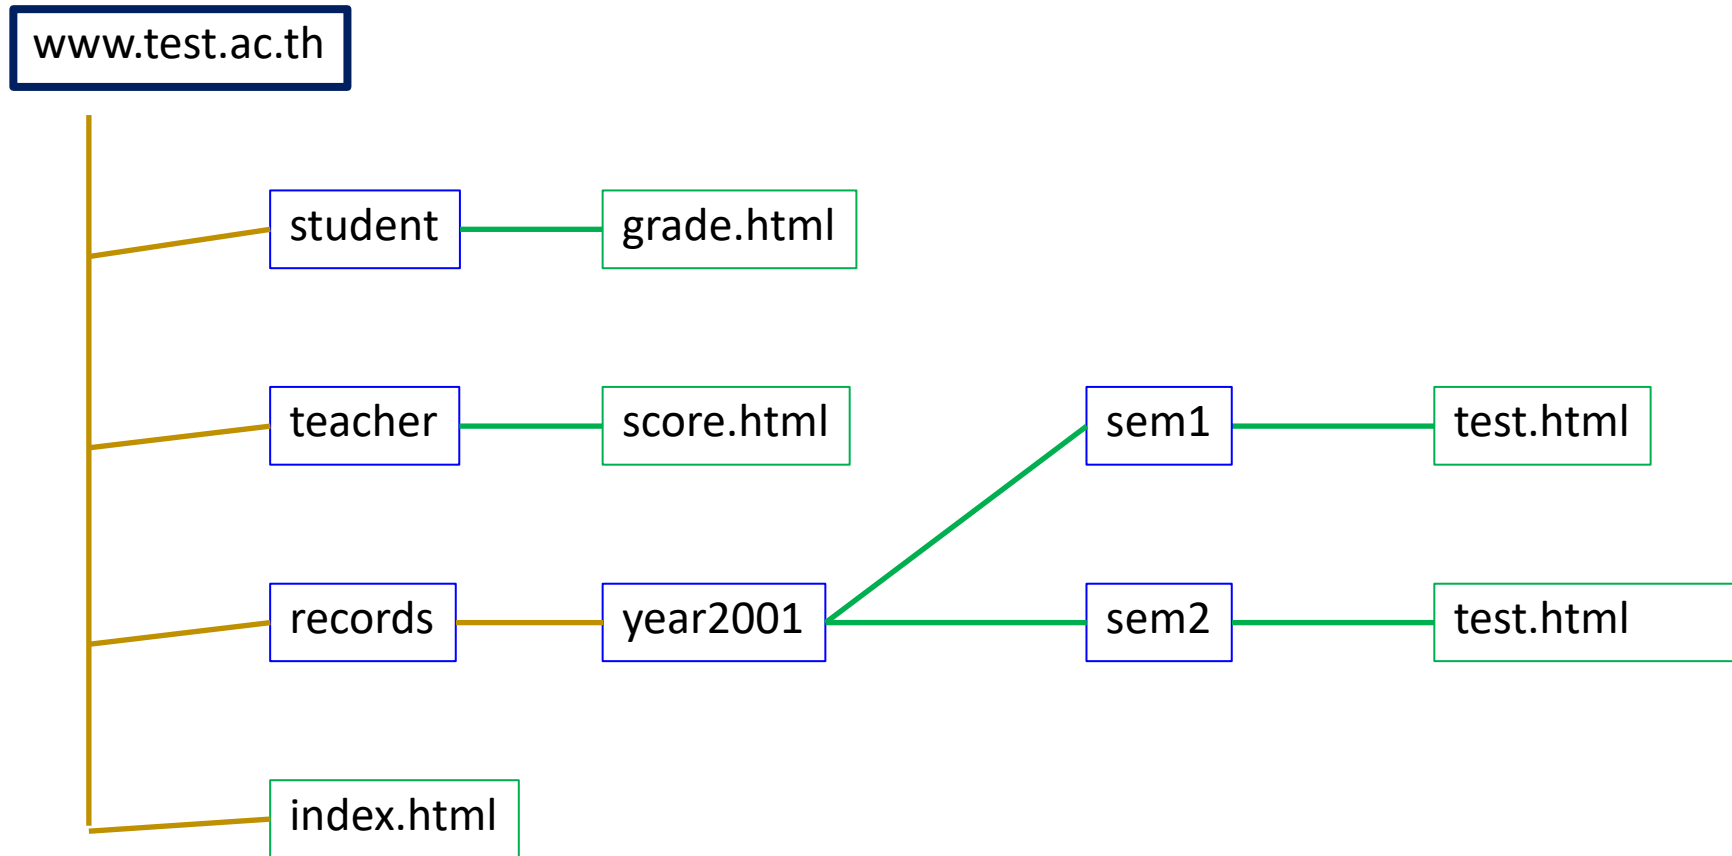 www.test.ac.th
student grade.html
teacher score.html sem1 test.html
records year2001 sem2 test.html
index.html